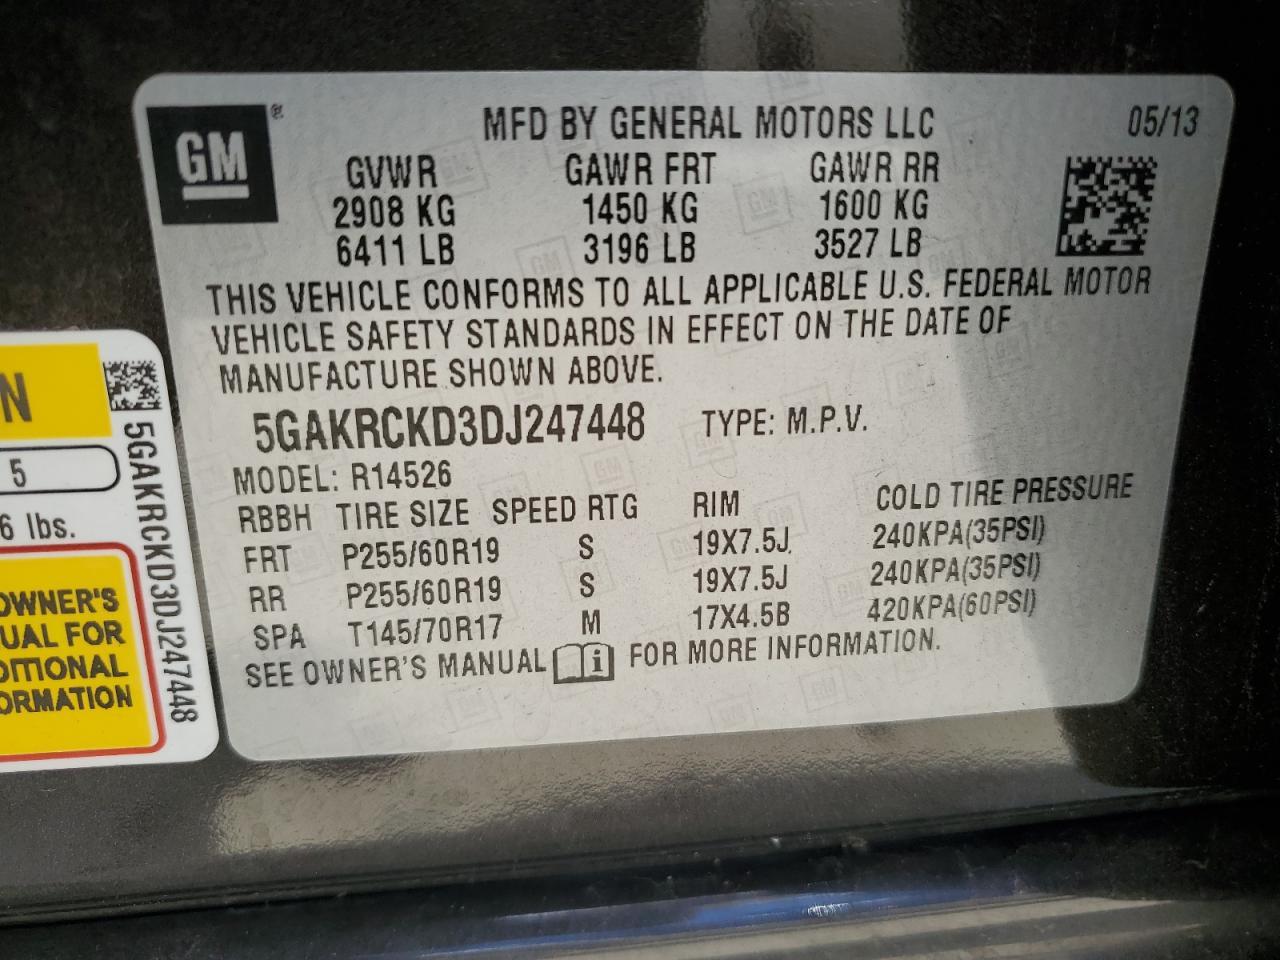 GM ®
MFD BY GENERAL MOTORS LLC 05/13
GVWR GAWR FRT GAWR RR
2908 KG 1450 KG 1600 KG
6411 LB 3196 LB 3527 LB
THIS VEHICLE CONFORMS TO ALL APPLICABLE U.S. FEDERAL MOTOR
VEHICLE SAFETY STANDARDS IN EFFECT ON THE DATE OF
MANUFACTURE SHOWN ABOVE.
5GAKRCKD3DJ247448 TYPE: M.P.V.
MODEL: R14526
RBBH TIRE SIZE SPEED RTG RIM COLD TIRE PRESSURE
FRT P255/60R19 S 19X7.5J 240KPA(35PSI)
RR P255/60R19 S 19X7.5J 240KPA(35PSI)
SPA T145/70R17 M 17X4.5B 420KPA(60PSI)
SEE OWNER'S MANUAL i FOR MORE INFORMATION.
N
5
6 lbs.
OWNER'S
UAL FOR
DITIONAL
ORMATION
5GAKRCKD3DJ247448